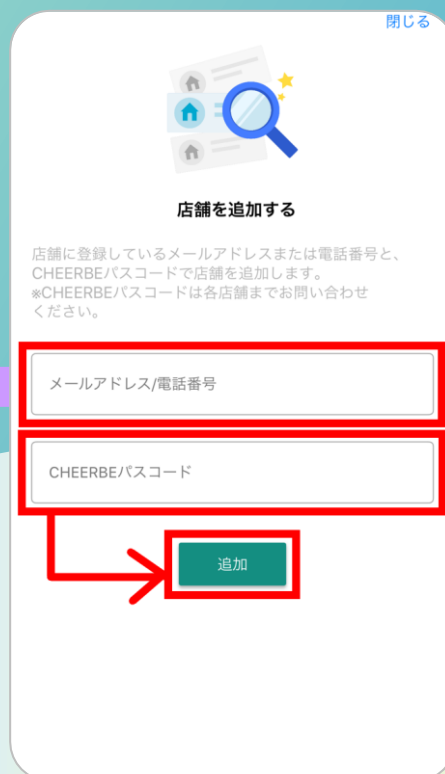 閉じる
店舗を追加する
店舗に登録しているメールアドレスまたは電話番号と、
CHEERBEパスコードで店舗を追加します。
※CHEERBEパスコードは各店舗までお問い合わせ
ください。
メールアドレス/電話番号
CHEERBEパスコード
追加